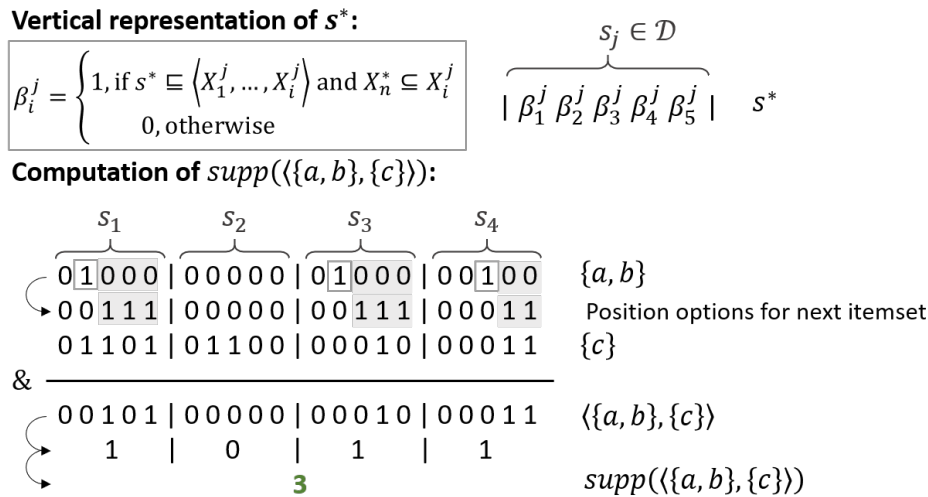 Vertical representation of s*:
β_i^j = { 1, if s* ⊑ ⟨X_1^j, …, X_i^j⟩ and X_n^* ⊆ X_i^j
0, otherwise
s_j ∈ 𝒟
| β_1^j β_2^j β_3^j β_4^j β_5^j | s*
Computation of supp(⟨{a, b}, {c}⟩):
s_1 s_2 s_3 s_4
0 1 0 0 0 | 0 0 0 0 0 | 0 1 0 0 0 | 0 0 1 0 0 {a, b}
0 0 1 1 1 | 0 0 0 0 0 | 0 0 1 1 1 | 0 0 0 1 1 Position options for next itemset
0 1 1 0 1 | 0 1 1 0 0 | 0 0 0 1 0 | 0 0 0 1 1 {c}
&
0 0 1 0 1 | 0 0 0 0 0 | 0 0 0 1 0 | 0 0 0 1 1 ⟨{a, b}, {c}⟩
1 | 0 | 1 | 1
3 supp(⟨{a, b}, {c}⟩)